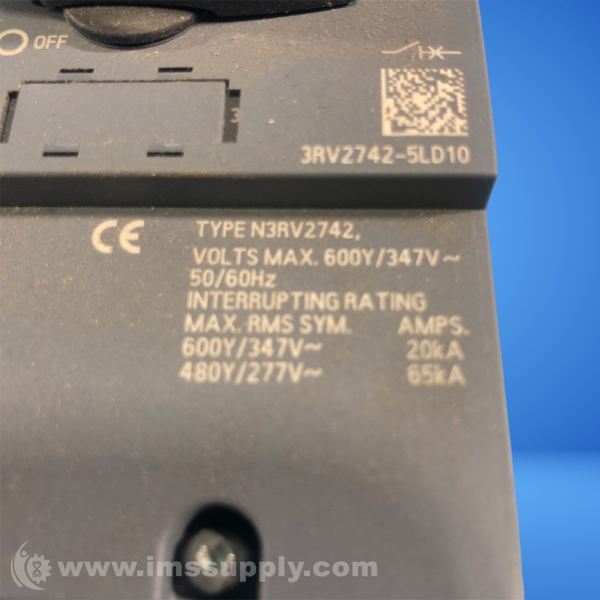 OFF
3
3RV2742-5LD10
CE
TYPE N3RV2742,
VOLTS MAX. 600Y/347V~
50/60Hz
INTERRUPTING RATING
MAX. RMS SYM. AMPS.
600Y/347V~ 20kA
480Y/277V~ 65kA
www.imssupply.com/